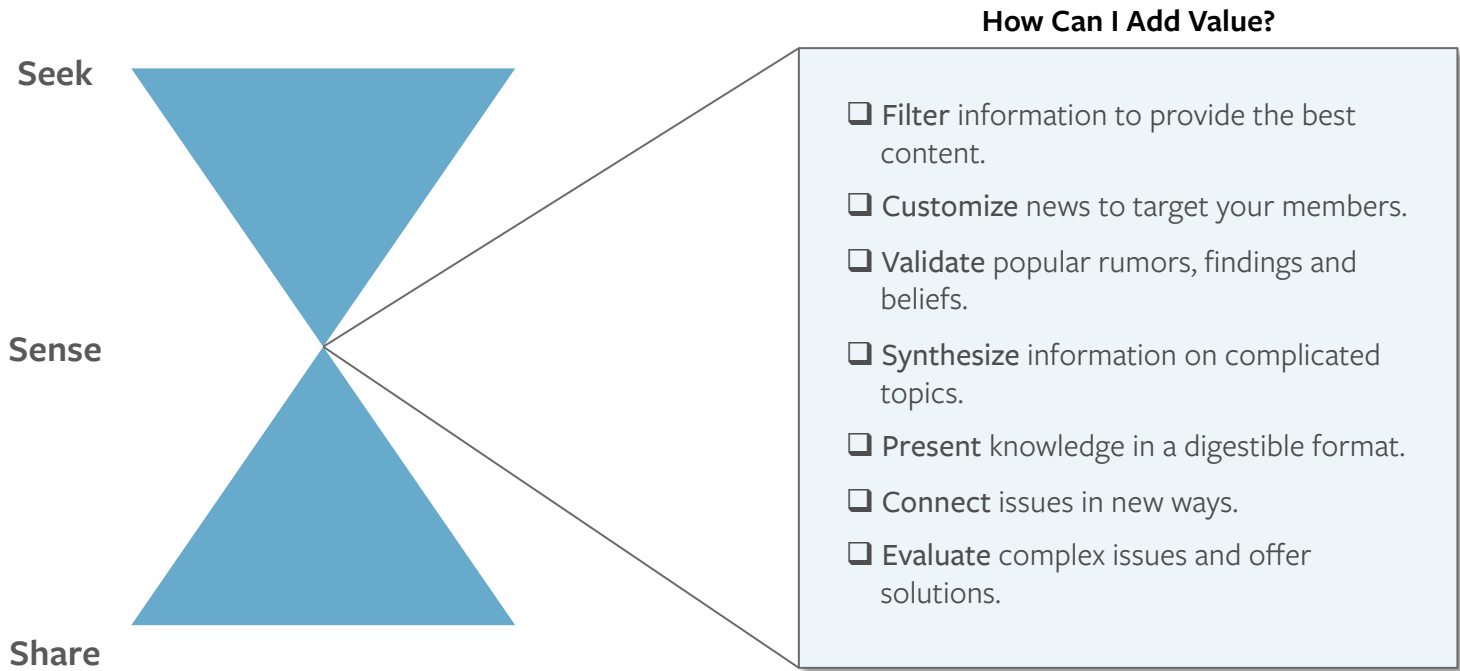 How Can I Add Value?
Seek
Sense
Share
❑ Filter information to provide the best
content.
❑ Customize news to target your members.
❑ Validate popular rumors, findings and
beliefs.
❑ Synthesize information on complicated
topics.
❑ Present knowledge in a digestible format.
❑ Connect issues in new ways.
❑ Evaluate complex issues and offer
solutions.